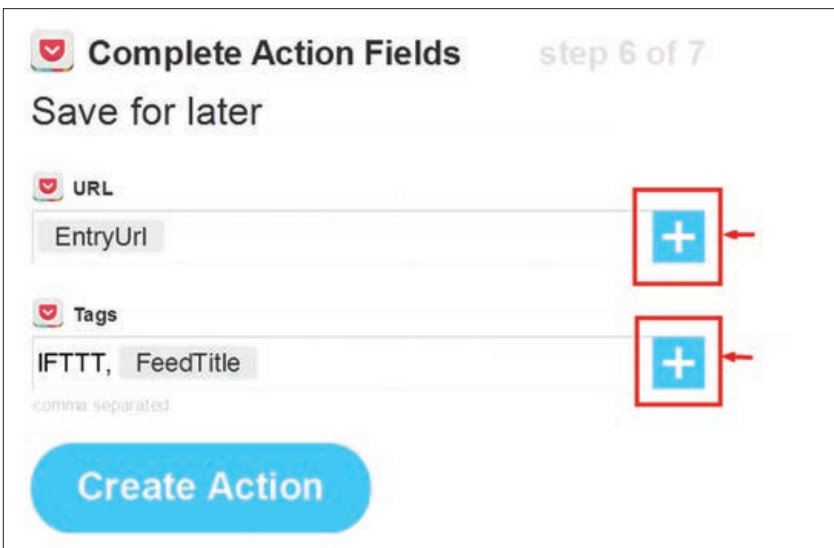 Complete Action Fields step 6 of 7
Save for later
URL
EntryUrl
Tags
IFTTT, FeedTitle
comma separated
Create Action